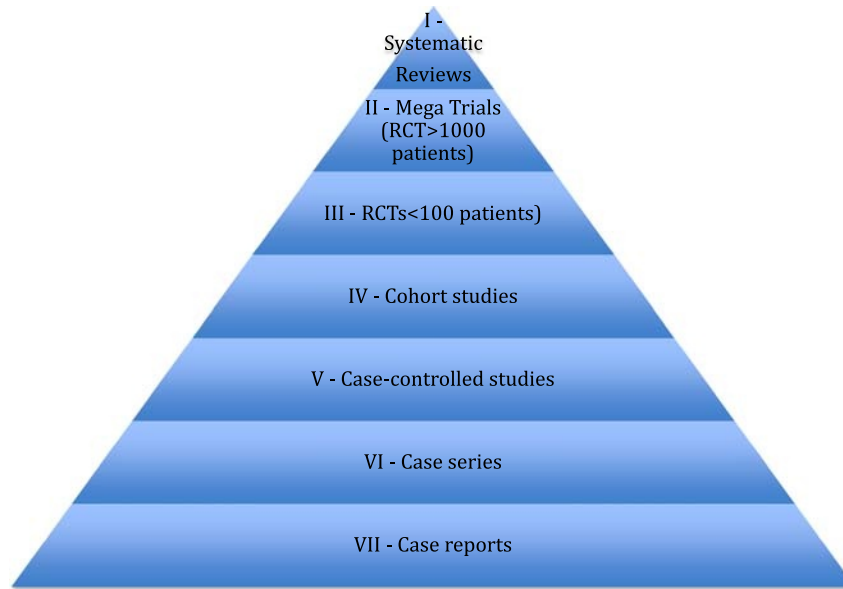 I -
Systematic
Reviews
II - Mega Trials
(RCT>1000
patients)
III - RCTs<100 patients)
IV - Cohort studies
V - Case-controlled studies
VI - Case series
VII - Case reports